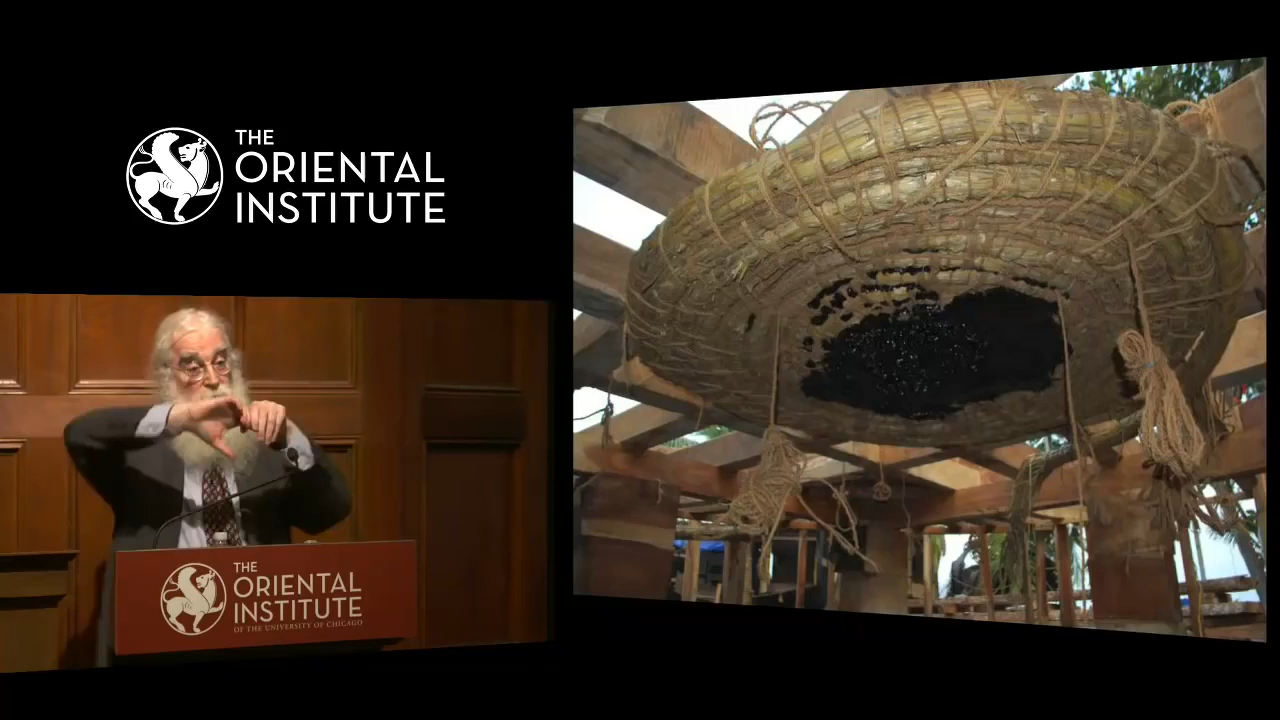 THE
ORIENTAL
INSTITUTE
THE
ORIENTAL
INSTITUTE
OF THE UNIVERSITY OF CHICAGO